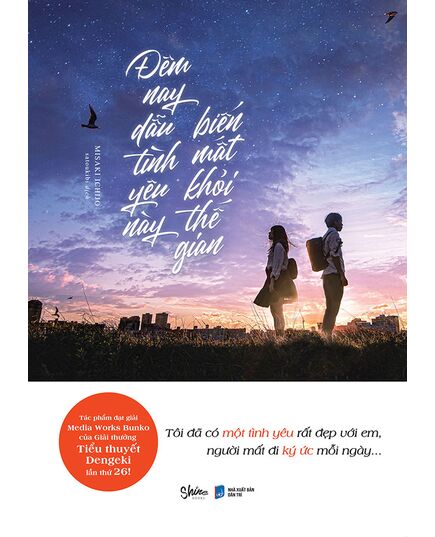 Đêm
nay
dẫu biến
tình mất
yêu khỏi
này thế
gian
MISAKI ICHIJO
Tác phẩm đạt giải
Media Works Bunko
của Giải thưởng
Tiểu thuyết
Dengeki
lần thứ 26!
Tôi đã có một tình yêu rất đẹp với em,
người mất đi ký ức mỗi ngày...
Shine
BOOKS
NHÀ XUẤT BẢN
DÂN TRÍ